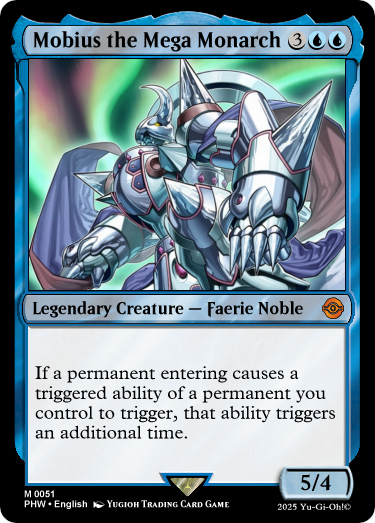 Mobius the Mega Monarch 3
Legendary Creature — Faerie Noble
If a permanent entering causes a
triggered ability of a permanent you
control to trigger, that ability triggers
an additional time.
5/4
M 0051
PHW • English Yugioh Trading Card Game
2025 Yu-Gi-Oh!©